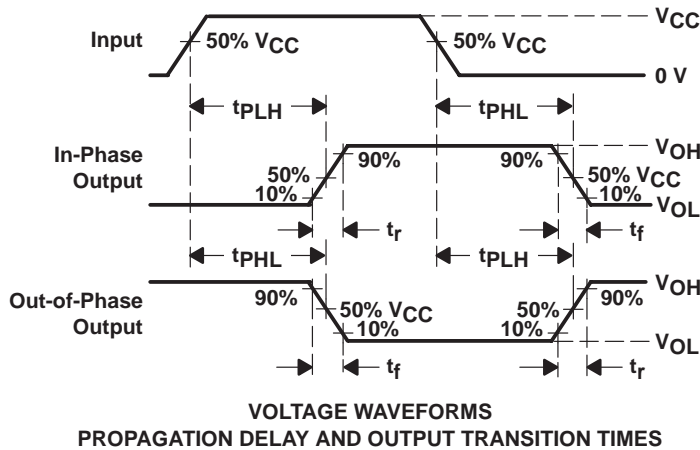 VCC
Input
50% VCC
50% VCC
0 V
tPLH
tPHL
In-Phase
Output
VOH
90%
90%
50%
50% VCC
10%
10%
VOL
tr
tf
tPHL
tPLH
Out-of-Phase
Output
VOH
90%
90%
50% VCC
50%
10%
10%
VOL
tf
tr
VOLTAGE WAVEFORMS
PROPAGATION DELAY AND OUTPUT TRANSITION TIMES